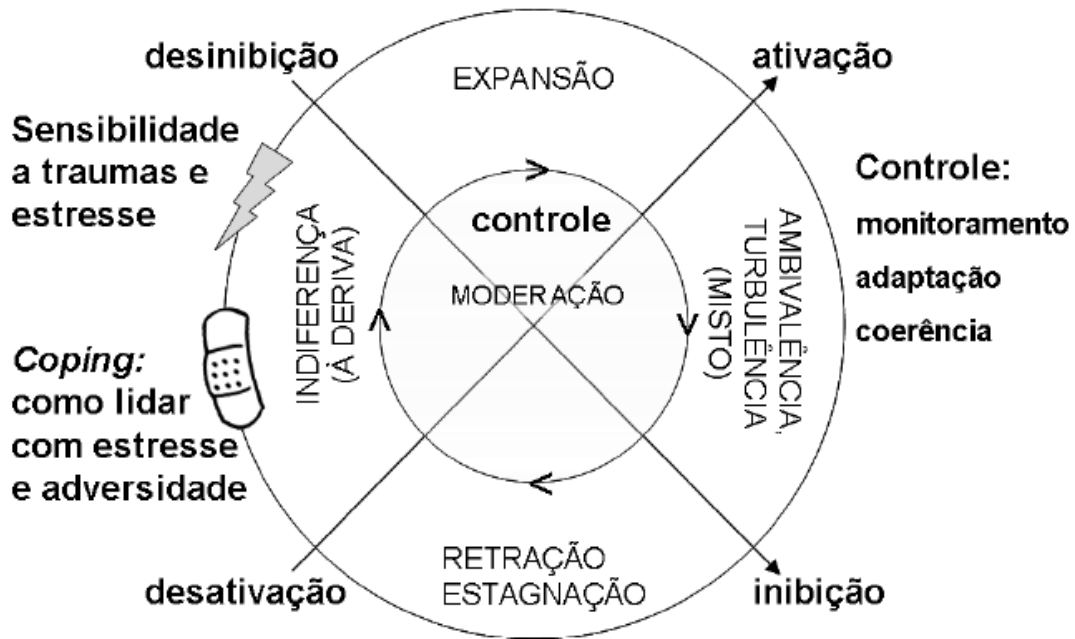 desinibição
ativação
EXPANSÃO
Sensibilidade
a traumas e
estresse
controle
MODERAÇÃO
INDIFERENÇA
(À DERIVA)
AMBIVALÊNCIA,
TURBULÊNCIA
(MISTO)
Controle:
monitoramento
adaptação
coerência
Coping:
como lidar
com estresse
e adversidade
RETRAÇÃO
ESTAGNAÇÃO
desativação
inibição